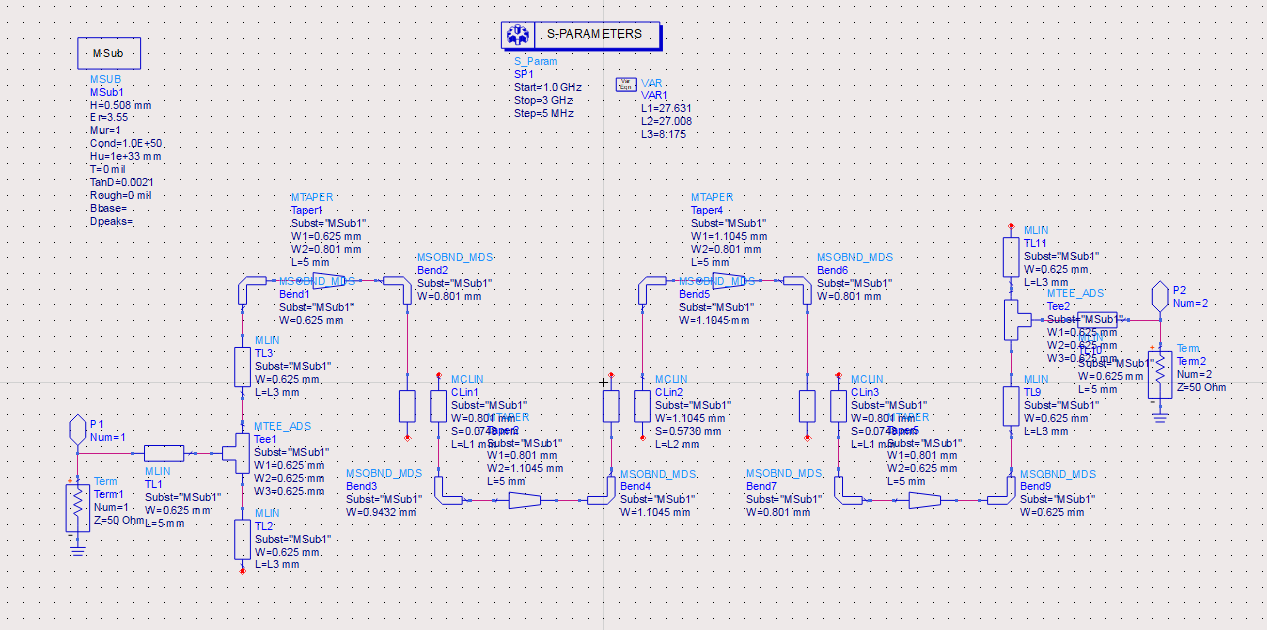 MSub
MSUB
MSub1
H=0.508 mm
Er=3.55
Mur=1
Cond=1.0E+50
Hu=1e+33 mm
T=0 mil
TanD=0.0021
Rough=0 mil
Bbase=
Dpeaks=
S-PARAMETERS
S_Param
SP1
Start=1.0 GHz
Stop=3 GHz
Step=5 MHz
Var
Eqn
VAR
VAR1
L1=27.631
L2=27.008
L3=8.175
MTAPER
Taper1
Subst="MSub1"
W1=0.625 mm
W2=0.801 mm
L=5 mm
MSOBND_MDS
Bend1
Subst="MSub1"
W=0.625 mm
MSOBND_MDS
Bend2
Subst="MSub1"
W=0.801 mm
MTAPER
Taper4
Subst="MSub1"
W1=1.1045 mm
W2=0.801 mm
L=5 mm
MSOBND_MDS
Bend5
Subst="MSub1"
W=1.1045 mm
MSOBND_MDS
Bend6
Subst="MSub1"
W=0.801 mm
MLIN
TL11
Subst="MSub1"
W=0.625 mm
L=L3 mm
MTEE_ADS
Tee2
Subst="MSub1"
W1=0.625 mm
W2=0.625 mm
W3=0.625 mm
MLIN
TL10
Subst="MSub1"
W=0.625 mm
L=5 mm
P2
Num=2
Term
Term2
Num=2
Z=50 Ohm
MLIN
TL3
Subst="MSub1"
W=0.625 mm
L=L3 mm
MCLIN
CLin1
Subst="MSub1"
W=0.801 mm
L=L1 mm
MCLIN
CLin2
Subst="MSub1"
W=1.1045 mm
S=0.5730 mm
L=L2 mm
MCLIN
CLin3
Subst="MSub1"
W=0.801 mm
L=L1 mm
MLIN
TL9
Subst="MSub1"
W=0.625 mm
L=L3 mm
P1
Num=1
Term
Term1
Num=1
Z=50 Ohm
MLIN
TL1
Subst="MSub1"
W=0.625 mm
L=5 mm
MTEE_ADS
Tee1
Subst="MSub1"
W1=0.625 mm
W2=0.625 mm
W3=0.625 mm
MLIN
TL2
Subst="MSub1"
W=0.625 mm
L=L3 mm
MSOBND_MDS
Bend3
Subst="MSub1"
W=0.9432 mm
MTAPER
Subst="MSub1"
W1=0.801 mm
W2=1.1045 mm
L=5 mm
MSOBND_MDS
Bend4
Subst="MSub1"
W=1.1045 mm
MSOBND_MDS
Bend7
Subst="MSub1"
W=0.801 mm
MTAPER
Taper5
Subst="MSub1"
W1=0.801 mm
W2=0.625 mm
L=5 mm
MSOBND_MDS
Bend9
Subst="MSub1"
W=0.625 mm